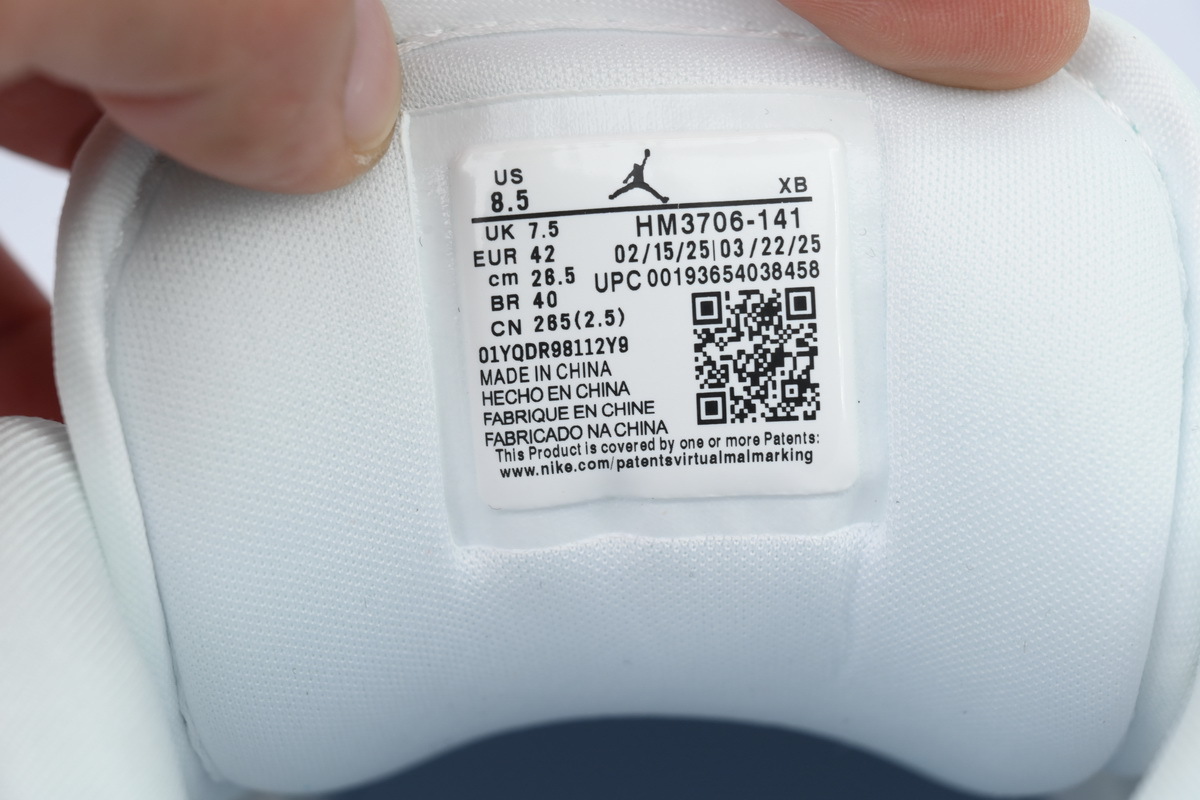 US
8.5
XB
UK 7.5
HM3706-141
EUR 42
02/15/25|03/22/25
cm 26.5
UPC 00193654038458
BR 40
CN 265(2.5)
01YQDR98112Y9
MADE IN CHINA
HECHO EN CHINA
FABRIQUE EN CHINE
FABRICADO NA CHINA
This Product is covered by one or more Patents:
www.nike.com/patentsvirtualmalmarking